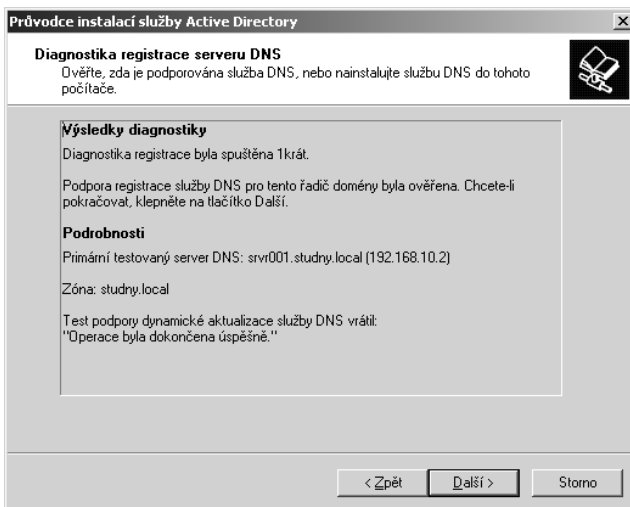 Průvodce instalací služby Active Directory
Diagnostika registrace serveru DNS
Ověřte, zda je podporována služba DNS, nebo nainstalujte službu DNS do tohoto
počítače.
Výsledky diagnostiky
Diagnostika registrace byla spuštěna 1krát.
Podpora registrace služby DNS pro tento řadič domény byla ověřena. Chcete-li
pokračovat, klepněte na tlačítko Další.
Podrobnosti
Primární testovaný server DNS: srvr001.studny.local (192.168.10.2)
Zóna: studny.local
Test podpory dynamické aktualizace služby DNS vrátil:
"Operace byla dokončena úspěšně."
< Zpět
Další >
Storno